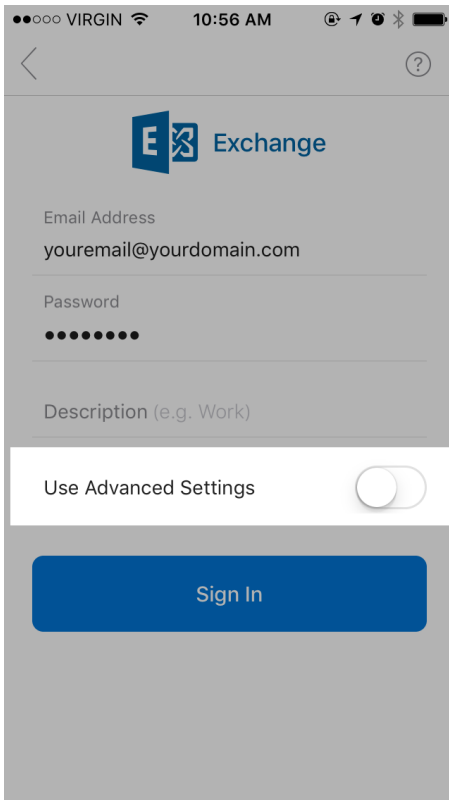 VIRGIN 10:56 AM
?
E Exchange
Email Address
youremail@yourdomain.com
Password
Description (e.g. Work)
Use Advanced Settings
Sign In